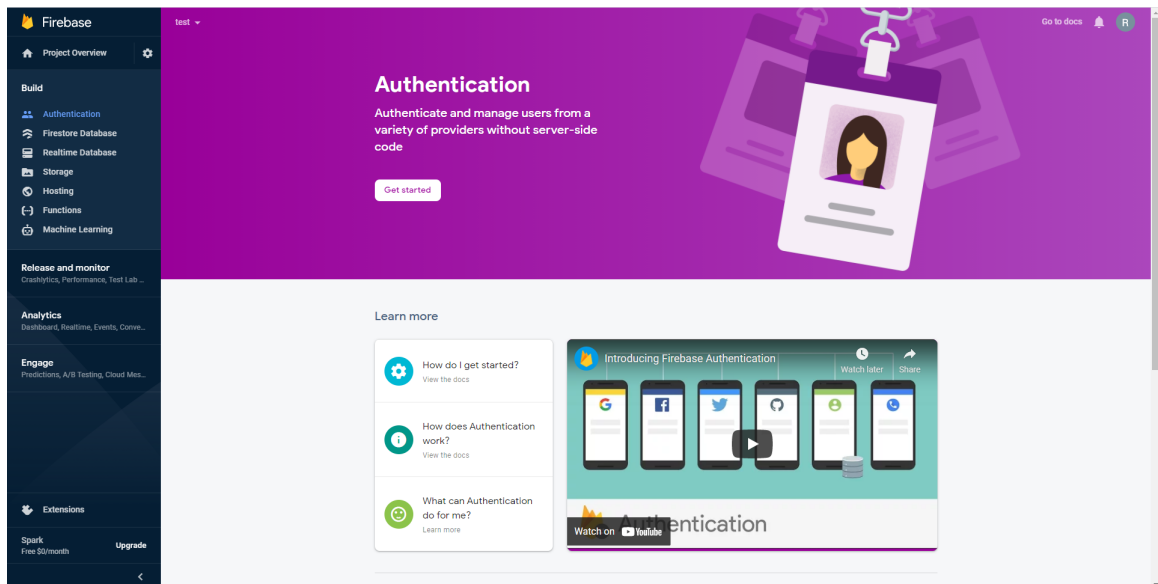 Firebase
Project Overview
Build
Authentication
Firestore Database
Realtime Database
Storage
Hosting
Functions
Machine Learning
Release and monitor
Crashlytics, Performance, Test Lab ...
Analytics
Dashboard, Realtime, Events, Conve...
Engage
Predictions, A/B Testing, Cloud Mes...
Extensions
Spark
Free $0/month
Upgrade
test
Go to docs
R
Authentication
Authenticate and manage users from a
variety of providers without server-side
code
Get started
Learn more
How do I get started?
View the docs
How does Authentication
work?
View the docs
What can Authentication
do for me?
Learn more
Introducing Firebase Authentication
Watch later
Share
Authentication
Watch on YouTube